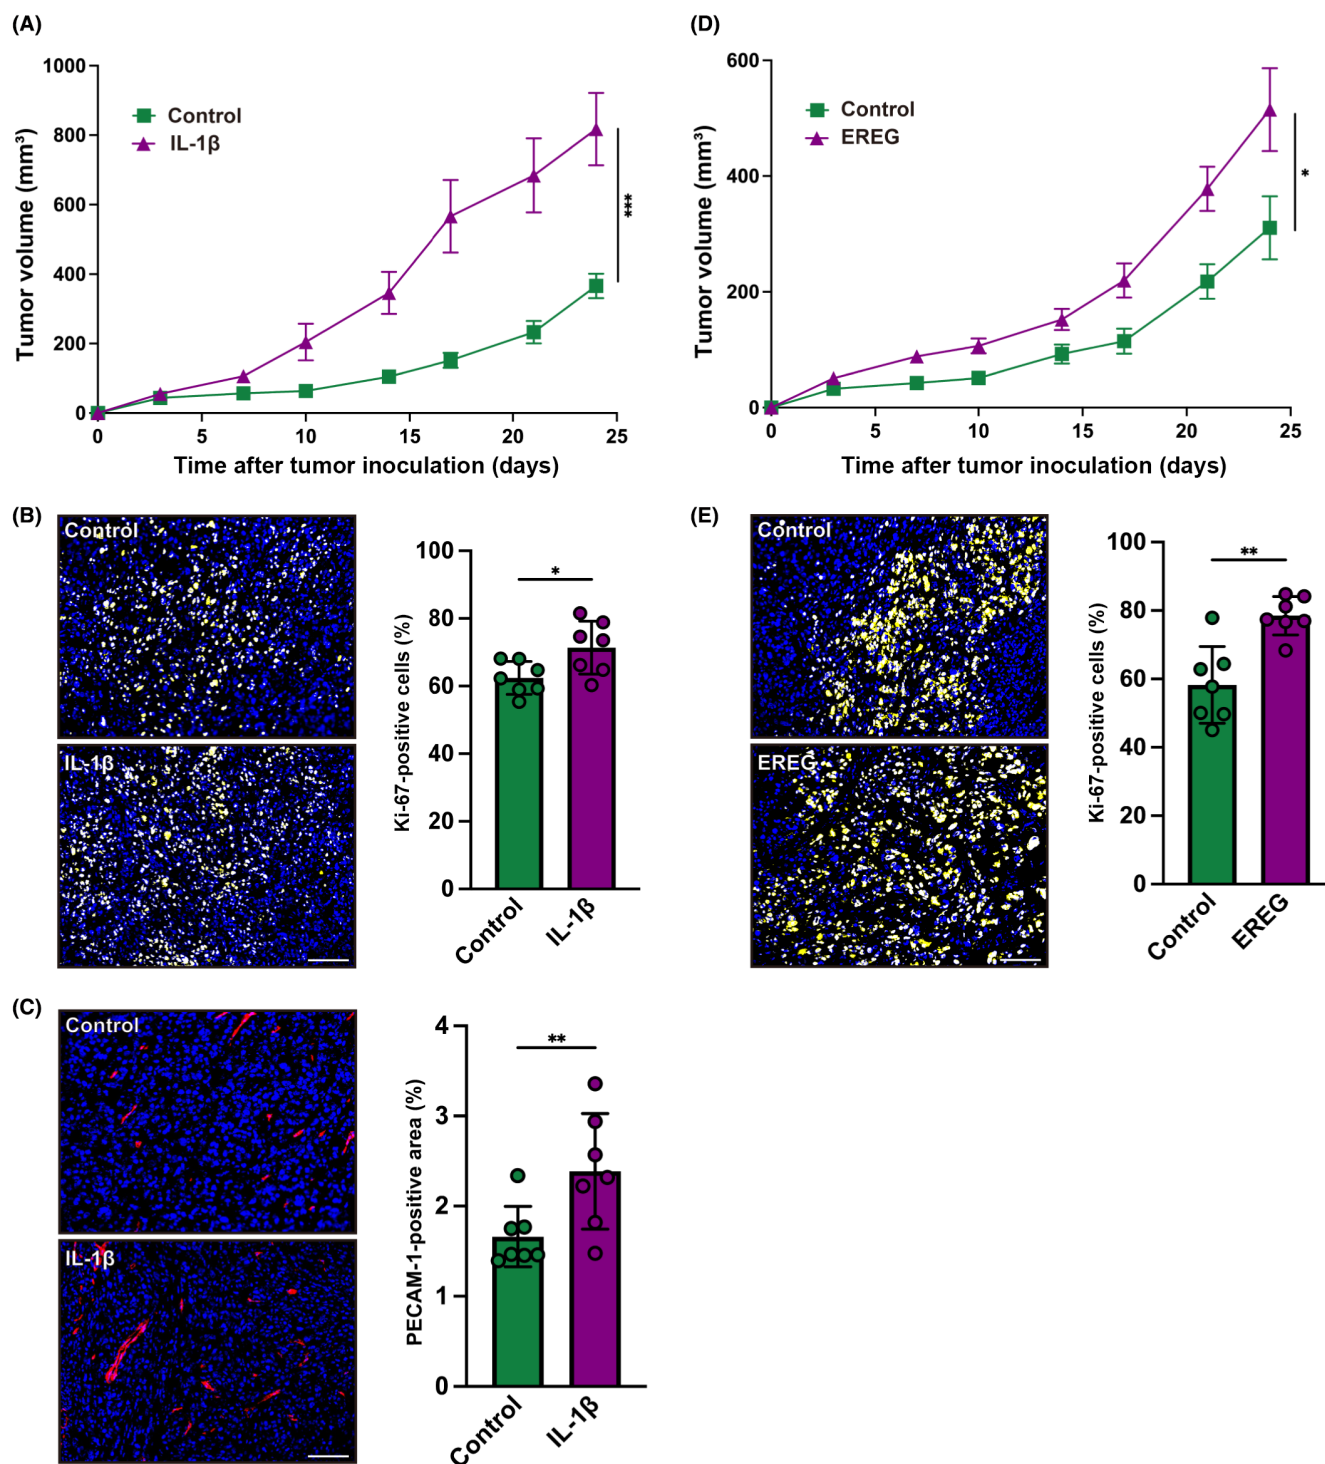 (A)
Tumor volume (mm³)
1000
800
600
400
200
0
Control
IL-1β
***
0 5 10 15 20 25
Time after tumor inoculation (days)
(D)
Tumor volume (mm³)
600
400
200
0
Control
EREG
*
0 5 10 15 20 25
Time after tumor inoculation (days)
(B)
Control
IL-1β
Ki-67-positive cells (%)
100
80
60
40
20
0
*
Control
IL-1β
(E)
Control
EREG
Ki-67-positive cells (%)
100
80
60
40
20
0
**
Control
EREG
(C)
Control
IL-1β
PECAM-1-positive area (%)
4
3
2
1
0
**
Control
IL-1β